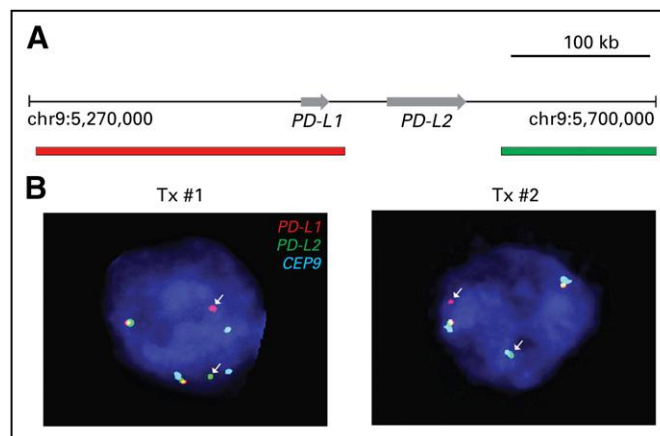 A
100 kb
chr9:5,270,000
PD-L1
PD-L2
chr9:5,700,000
B
Tx #1
Tx #2
PD-L1
PD-L2
CEP9